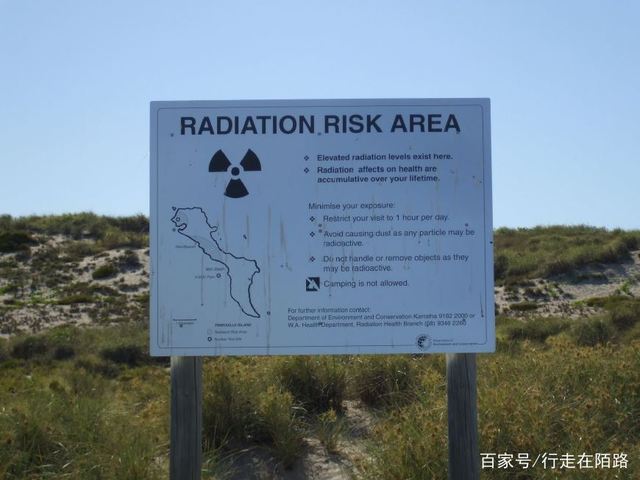 RADIATION RISK AREA
Elevated radiation levels exist here.
Radiation affects on health are
accumulative over your lifetime.
Minimise your exposure:
Restrict your visit to 1 hour per day.
Avoid causing dust as any particle may be
radioactive.
Do not handle or remove objects as they
may be radioactive.
Camping is not allowed.
For further information contact:
Department of Environment and Conservation Karratha 9182 2000 or
W.A. Health Department, Radiation Health Branch (08) 9346 2260
TRIMOUILLE ISLAND
百家号/行走在陌路